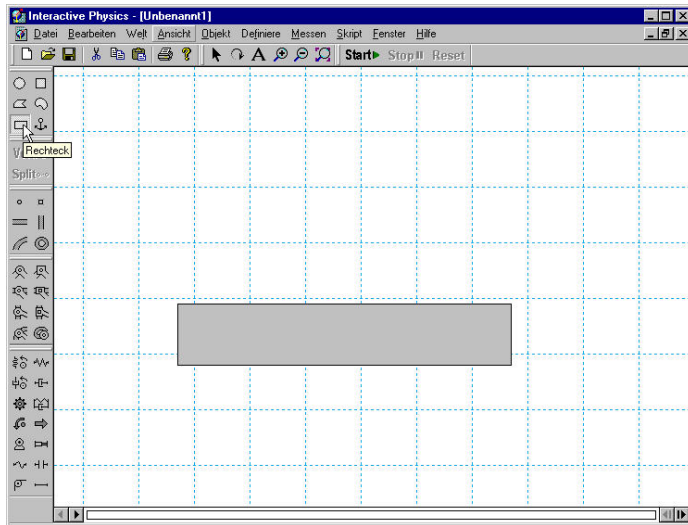 Interactive Physics - [Unbenannt1]
Datei Bearbeiten Welt Ansicht Objekt Definiere Messen Skript Fenster Hilfe
A Start Stop Reset
Rechteck
Split